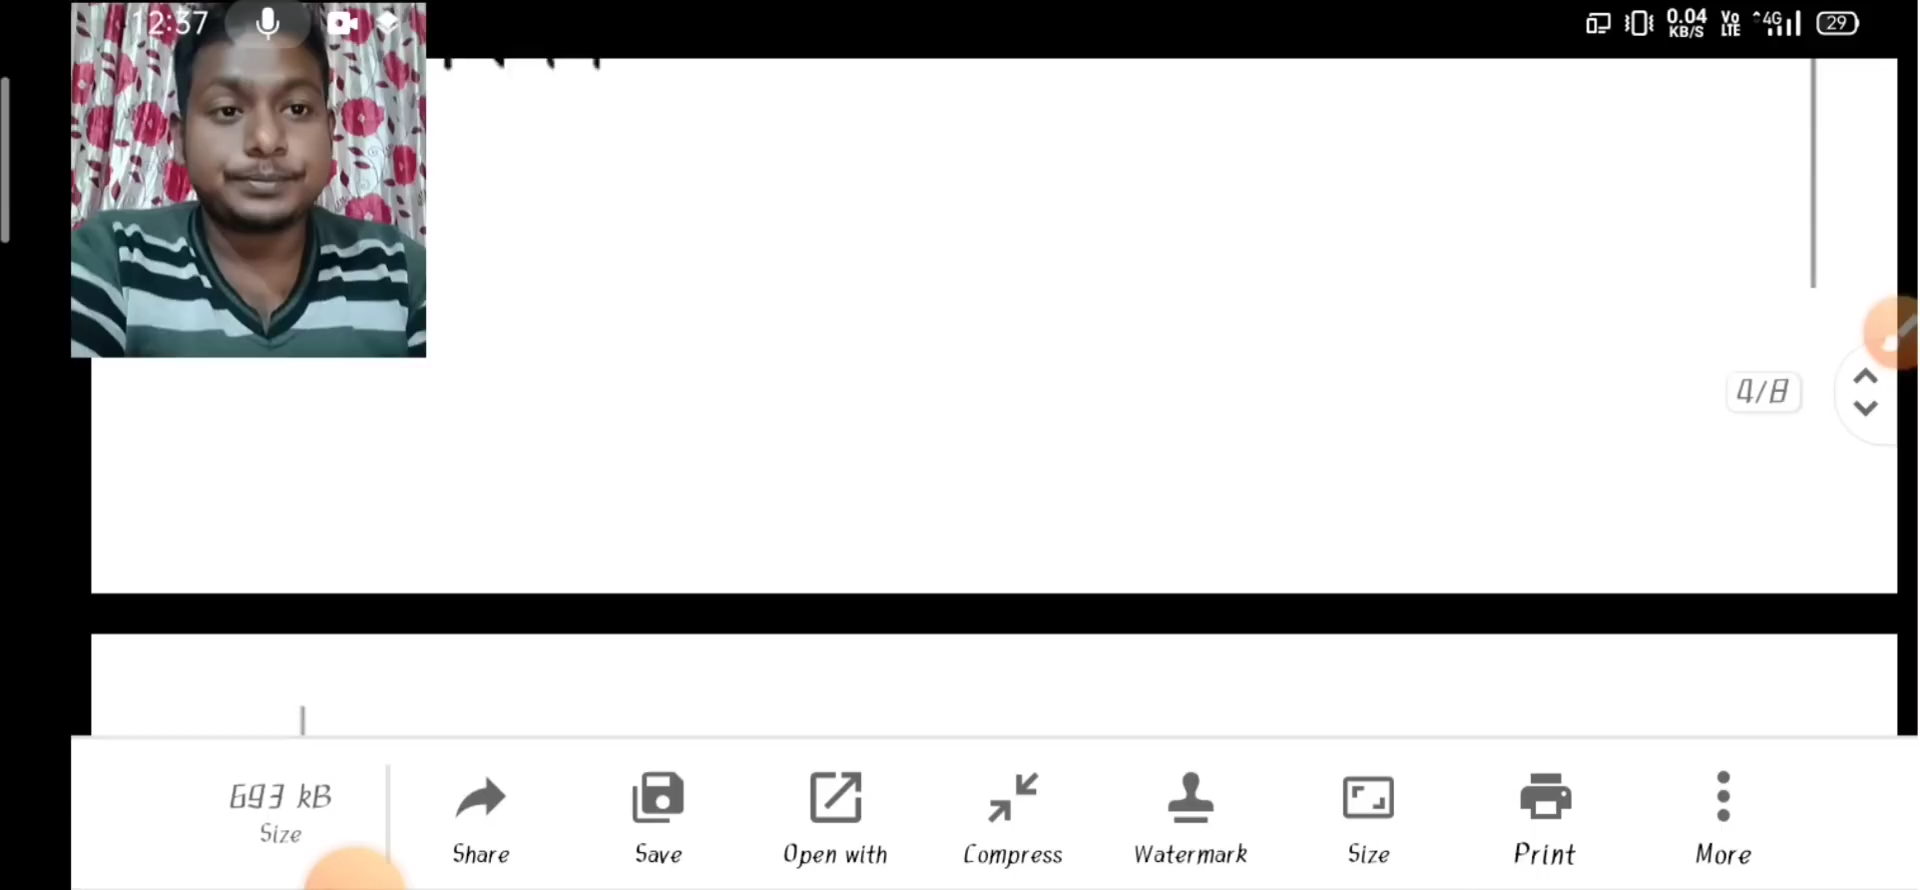 12:37
0.04 KB/S Vo LTE 4G 29
4/8
693 kB
Size
Share
Save
Open with
Compress
Watermark
Size
Print
More